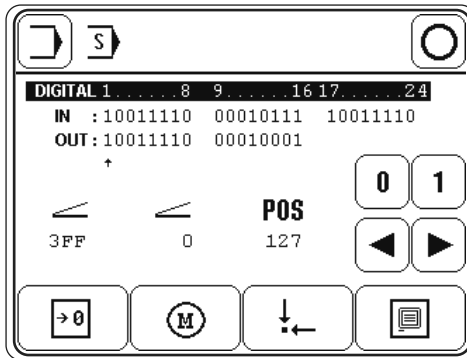 S
DIGITAL 1......8 9......16 17......24
IN :10011110 00010111 10011110
OUT:10011110 00010001
0 1
POS
3FF 0 127
→0 M